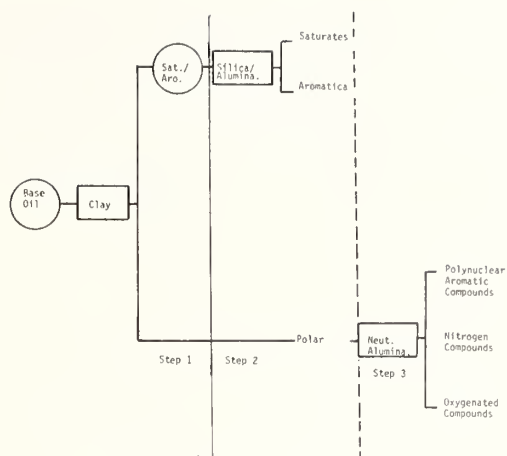 Saturates
Sat./
Aro.
Silica/
Alumina.
Aromatica
Base
Oil
Clay
Polynuclear
Aromatic
Compounds
Polar
Neut.
Alumina.
Nitrogen
Compounds
Step 1
Step 2
Step 3
Oxygenated
Compounds